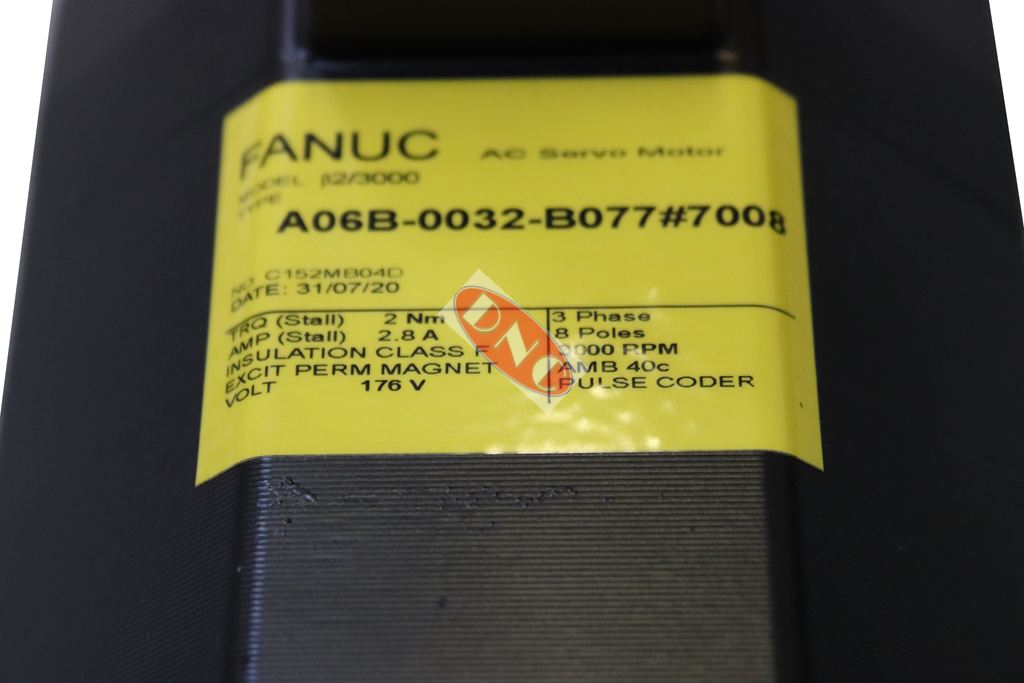 FANUC AC Servo Motor
MODEL β2/3000
TYPE
A06B-0032-B077#7008
NO C152MB04D
DATE: 31/07/20
TRQ (Stall) 2 Nm 3 Phase
AMP (Stall) 2.8 A 8 Poles
INSULATION CLASS F 3000 RPM
EXCIT PERM MAGNET AMB 40c
VOLT 176 V PULSE CODER
DNC